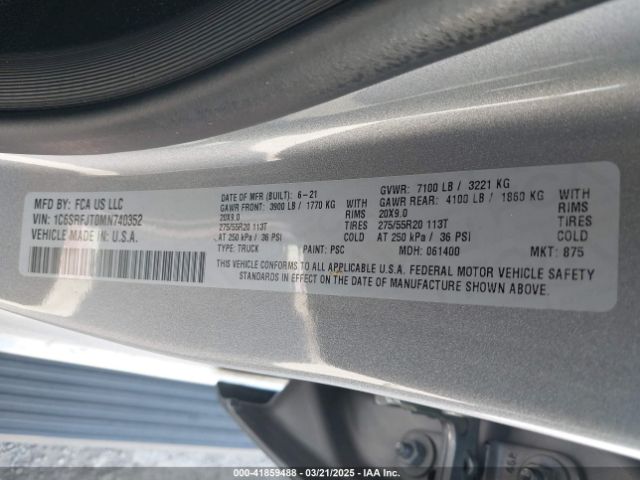 MFD BY: FCA US LLC
VIN: 1C6SRFJT0MN740352
VEHICLE MADE IN U.S.A.
DATE OF MFR (BUILT): 6-21
GAWR FRONT: 3900 LB / 1770 KG WITH
20X9.0 TIRES
275/55R20 113T
AT 250 kPa / 36 PSI COLD
TYPE: TRUCK PAINT: PSC
GVWR: 7100 LB / 3221 KG
GAWR REAR: 4100 LB / 1860 KG WITH
20X9.0 TIRES
275/55R20 113T
AT 250 kPa / 36 PSI COLD
MDH: 061400 MKT: 875
THIS VEHICLE CONFORMS TO ALL APPLICABLE U.S.A. FEDERAL MOTOR VEHICLE SAFETY
STANDARDS IN EFFECT ON THE DATE OF MANUFACTURE SHOWN ABOVE.
000-41859488 - 03/21/2025 - IAA Inc.